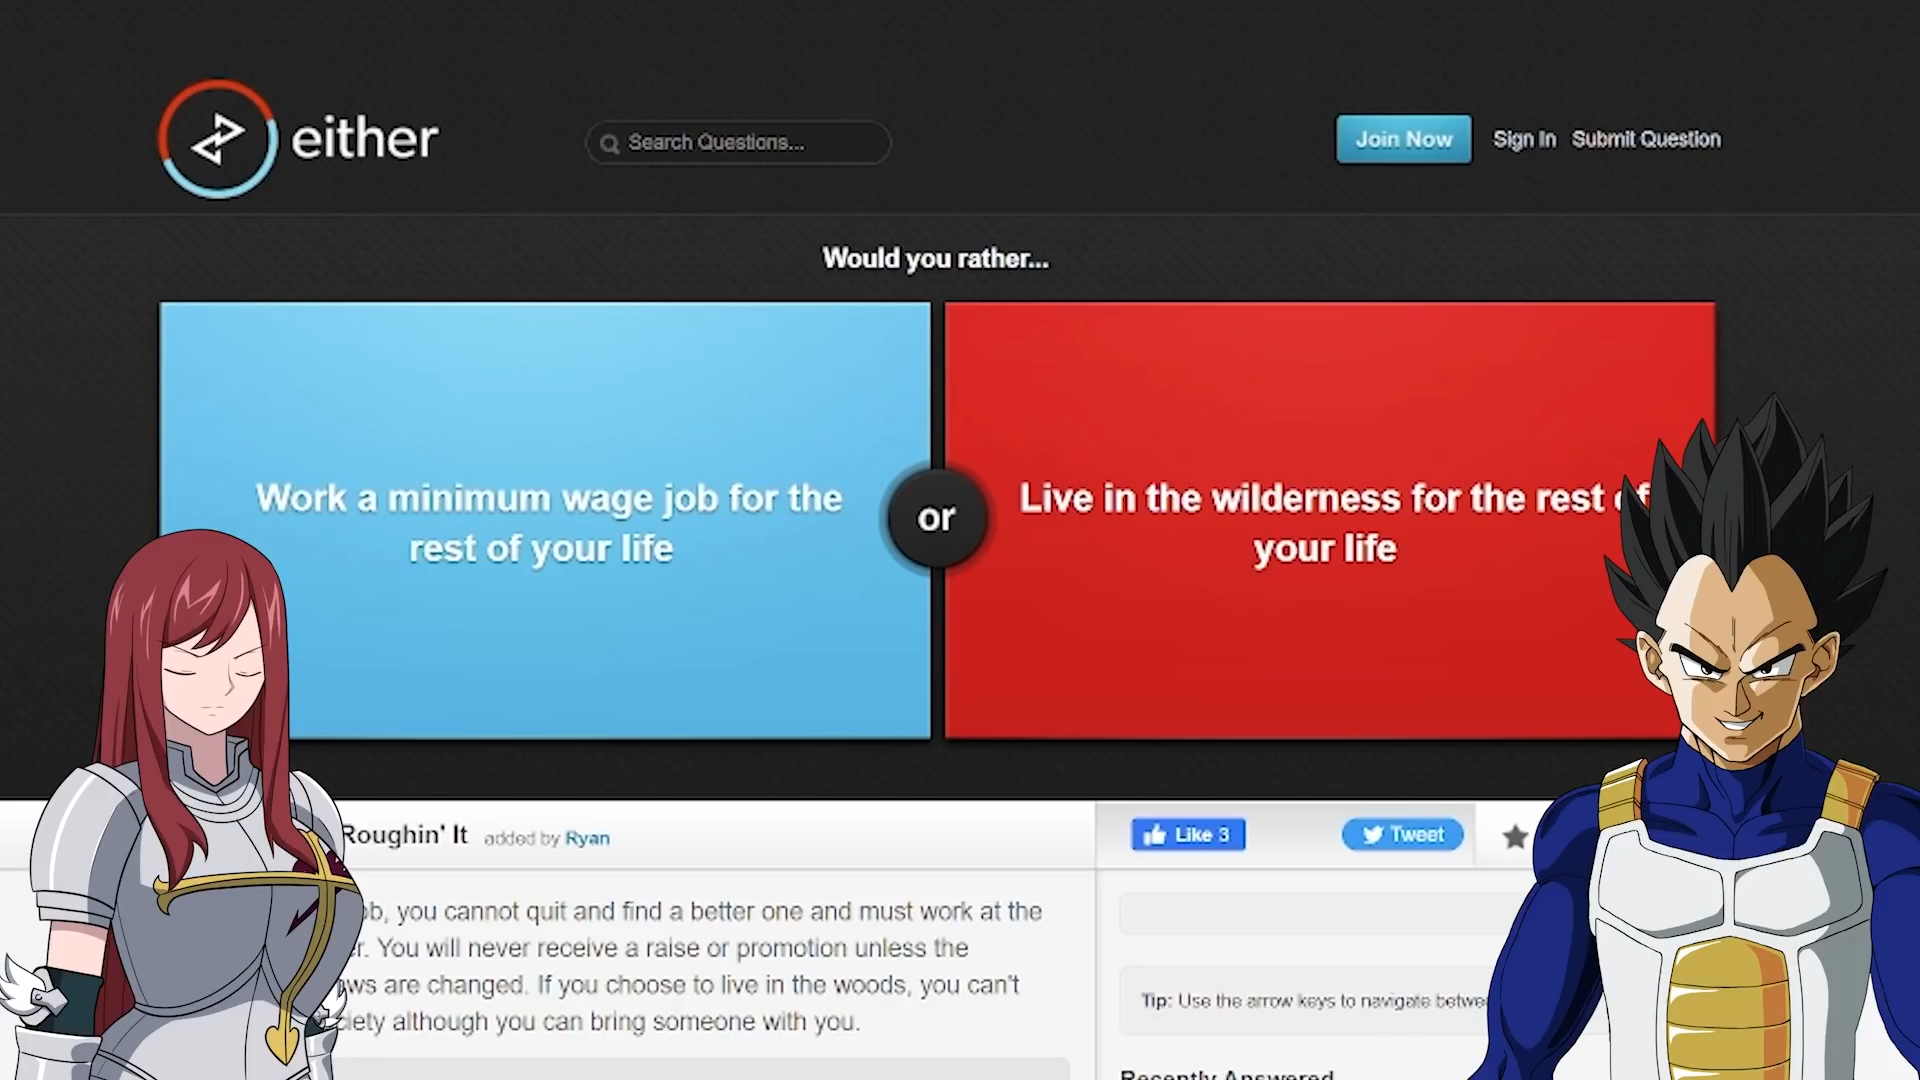 either
Search Questions...
Join Now
Sign In
Submit Question
Would you rather...
Work a minimum wage job for the
rest of your life
or
Live in the wilderness for the rest of
your life
Roughin' It
added by Ryan
Like 3
Tweet
you cannot quit and find a better one and must work at the
You will never receive a raise or promotion unless the
are changed. If you choose to live in the woods, you can't
although you can bring someone with you.
Tip: Use the arrow keys to navigate
Recently Answered